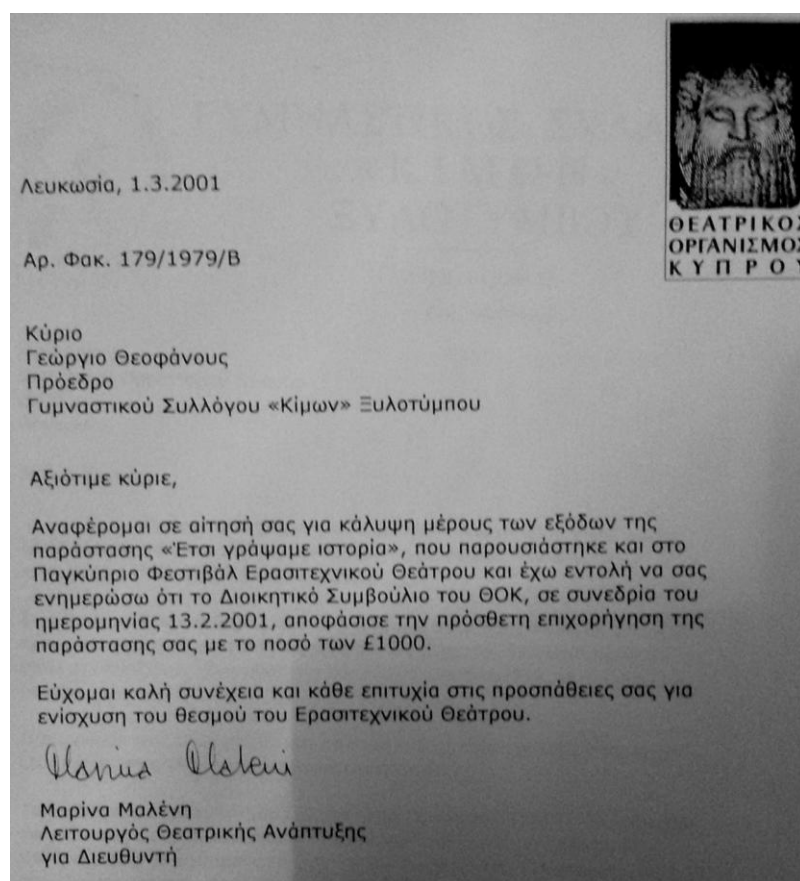 Λευκωσία, 1.3.2001
ΘΕΑΤΡΙΚΟΣ
ΟΡΓΑΝΙΣΜΟΣ
ΚΥΠΡΟΥ
Αρ. Φακ. 179/1979/Β
Κύριο
Γεώργιο Θεοφάνους
Πρόεδρο
Γυμναστικού Συλλόγου «Κίμων» Ξυλοτύμπου
Αξιότιμε κύριε,
Αναφέρομαι σε αίτησή σας για κάλυψη μέρους των εξόδων της
παράστασης «Έτσι γράψαμε ιστορία», που παρουσιάστηκε και στο
Παγκύπριο Φεστιβάλ Ερασιτεχνικού Θεάτρου και έχω εντολή να σας
ενημερώσω ότι το Διοικητικό Συμβούλιο του ΘΟΚ, σε συνεδρία του
ημερομηνίας 13.2.2001, αποφάσισε την πρόσθετη επιχορήγηση της
παράστασης σας με το ποσό των £1000.
Εύχομαι καλή συνέχεια και κάθε επιτυχία στις προσπάθειες σας για
ενίσχυση του θεσμού του Ερασιτεχνικού Θεάτρου.
Μαρίνα Μαλένη
Λειτουργός Θεατρικής Ανάπτυξης
για Διευθυντή